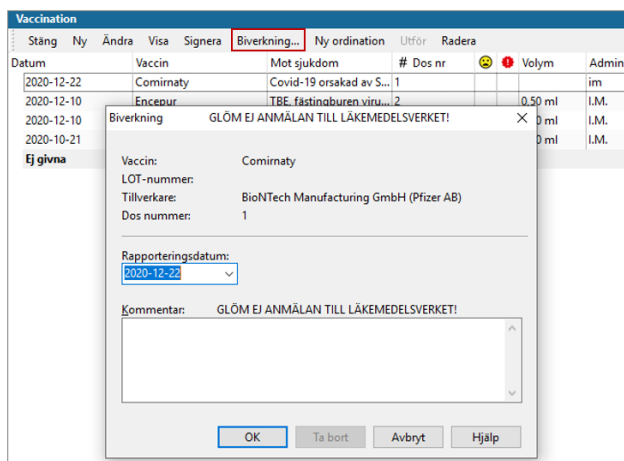 Vaccination
Stäng Ny Ändra Visa Signera Biverkning... Ny ordination Utför Radera
Datum Vaccin Mot sjukdom # Dos nr Volym Admin
2020-12-22 Comirnaty Covid-19 orsakad av S... 1 im
2020-12-10 Encepur TBE, fästingburen viru... 2 0,50 ml I.M.
2020-12-10 0 ml I.M.
2020-10-21 0 ml I.M.
Ej givna
Biverkning GLÖM EJ ANMÄLAN TILL LÄKEMEDELSVERKET!
Vaccin: Comirnaty
LOT-nummer:
Tillverkare: BioNTech Manufacturing GmbH (Pfizer AB)
Dos nummer: 1
Rapporteringsdatum:
2020-12-22
Kommentar: GLÖM EJ ANMÄLAN TILL LÄKEMEDELSVERKET!
OK Ta bort Avbryt Hjälp